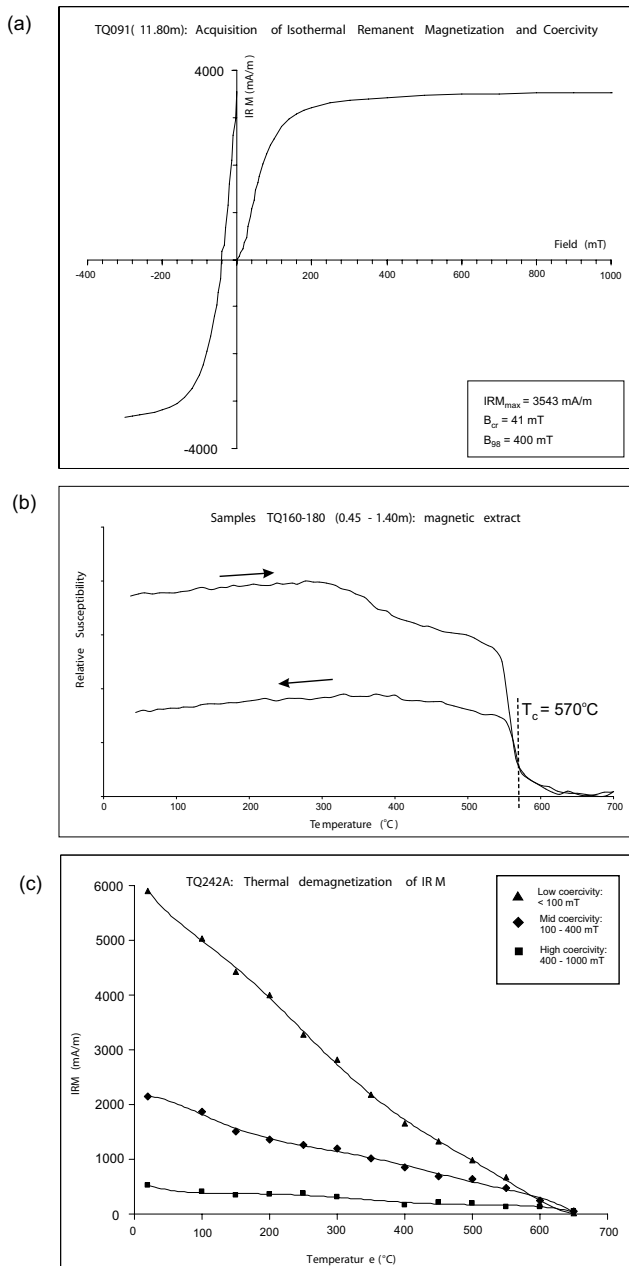 (a)
TQ091( 11.80m): Acquisition of Isothermal Remanent Magnetization and Coercivity
4000
IR M (mA/m)
Field (mT)
-400 -200 200 400 600 800 1000
-4000
IRMmax = 3543 mA/m
Bcr = 41 mT
B98 = 400 mT
(b)
Samples TQ160-180 (0.45 - 1.40m): magnetic extract
Relative Susceptibility
Tc = 570°C
0 100 200 300 400 500 600 700
Temperature (°C)
(c)
TQ242A: Thermal demagnetization of IR M
Low coercivity:
< 100 mT
Mid coercivity:
100 - 400 mT
High coercivity:
400 - 1000 mT
6000
5000
4000
3000
2000
1000
0
IRM (mA/m)
0 100 200 300 400 500 600 700
Temperatur e (°C)